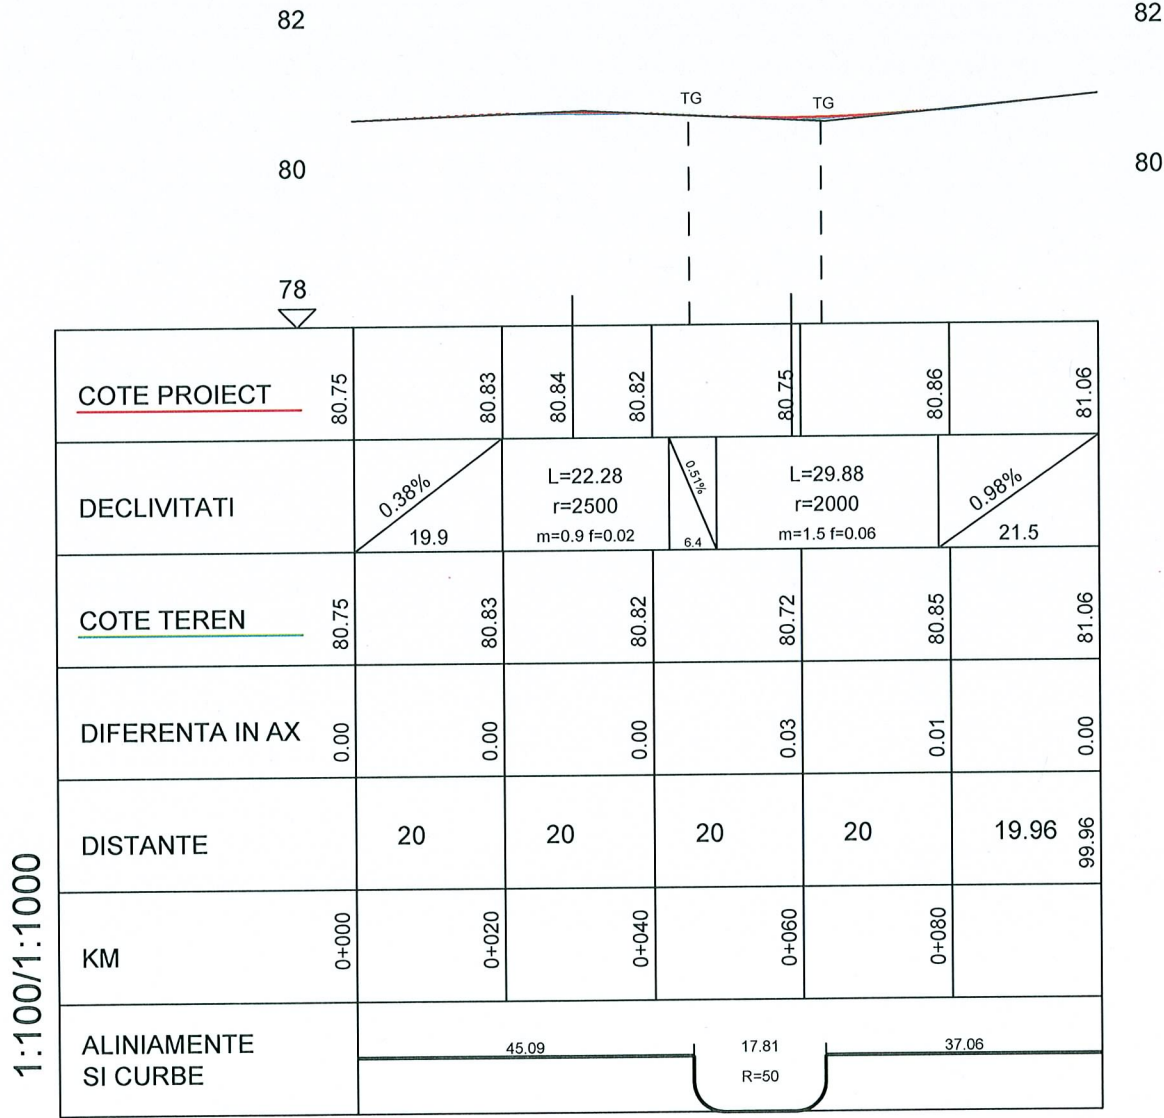 82
82
TG
TG
80
80
78
COTE PROIECT
80.75
80.83
80.84
80.82
80.75
80.86
81.06
DECLIVITATI
0.38%
19.9
L=22.28
r=2500
m=0.9 f=0.02
0.51%
6.4
L=29.88
r=2000
m=1.5 f=0.06
0.98%
21.5
COTE TEREN
80.75
80.83
80.82
80.72
80.85
81.06
DIFERENTA IN AX
0.00
0.00
0.00
0.03
0.01
0.00
DISTANTE
20
20
20
20
19.96
99.96
KM
0+000
0+020
0+040
0+060
0+080
ALINIAMENTE
SI CURBE
45.09
17.81
R=50
37.06
1:100/1:1000